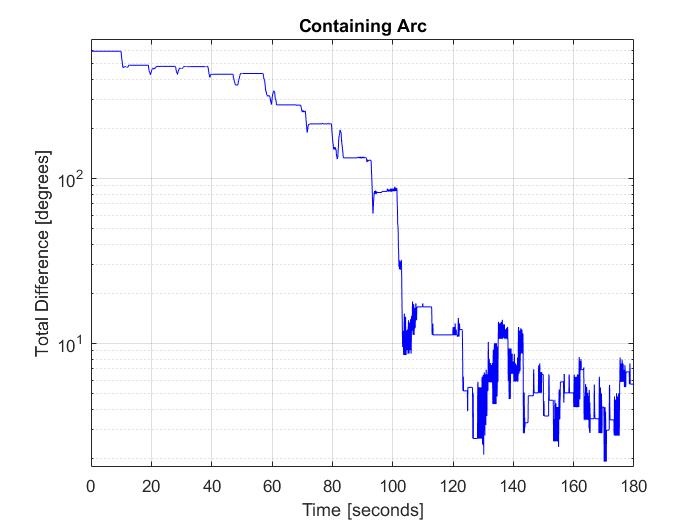 Containing Arc
Total Difference [degrees]
10^2
10^1
0 20 40 60 80 100 120 140 160 180
Time [seconds]